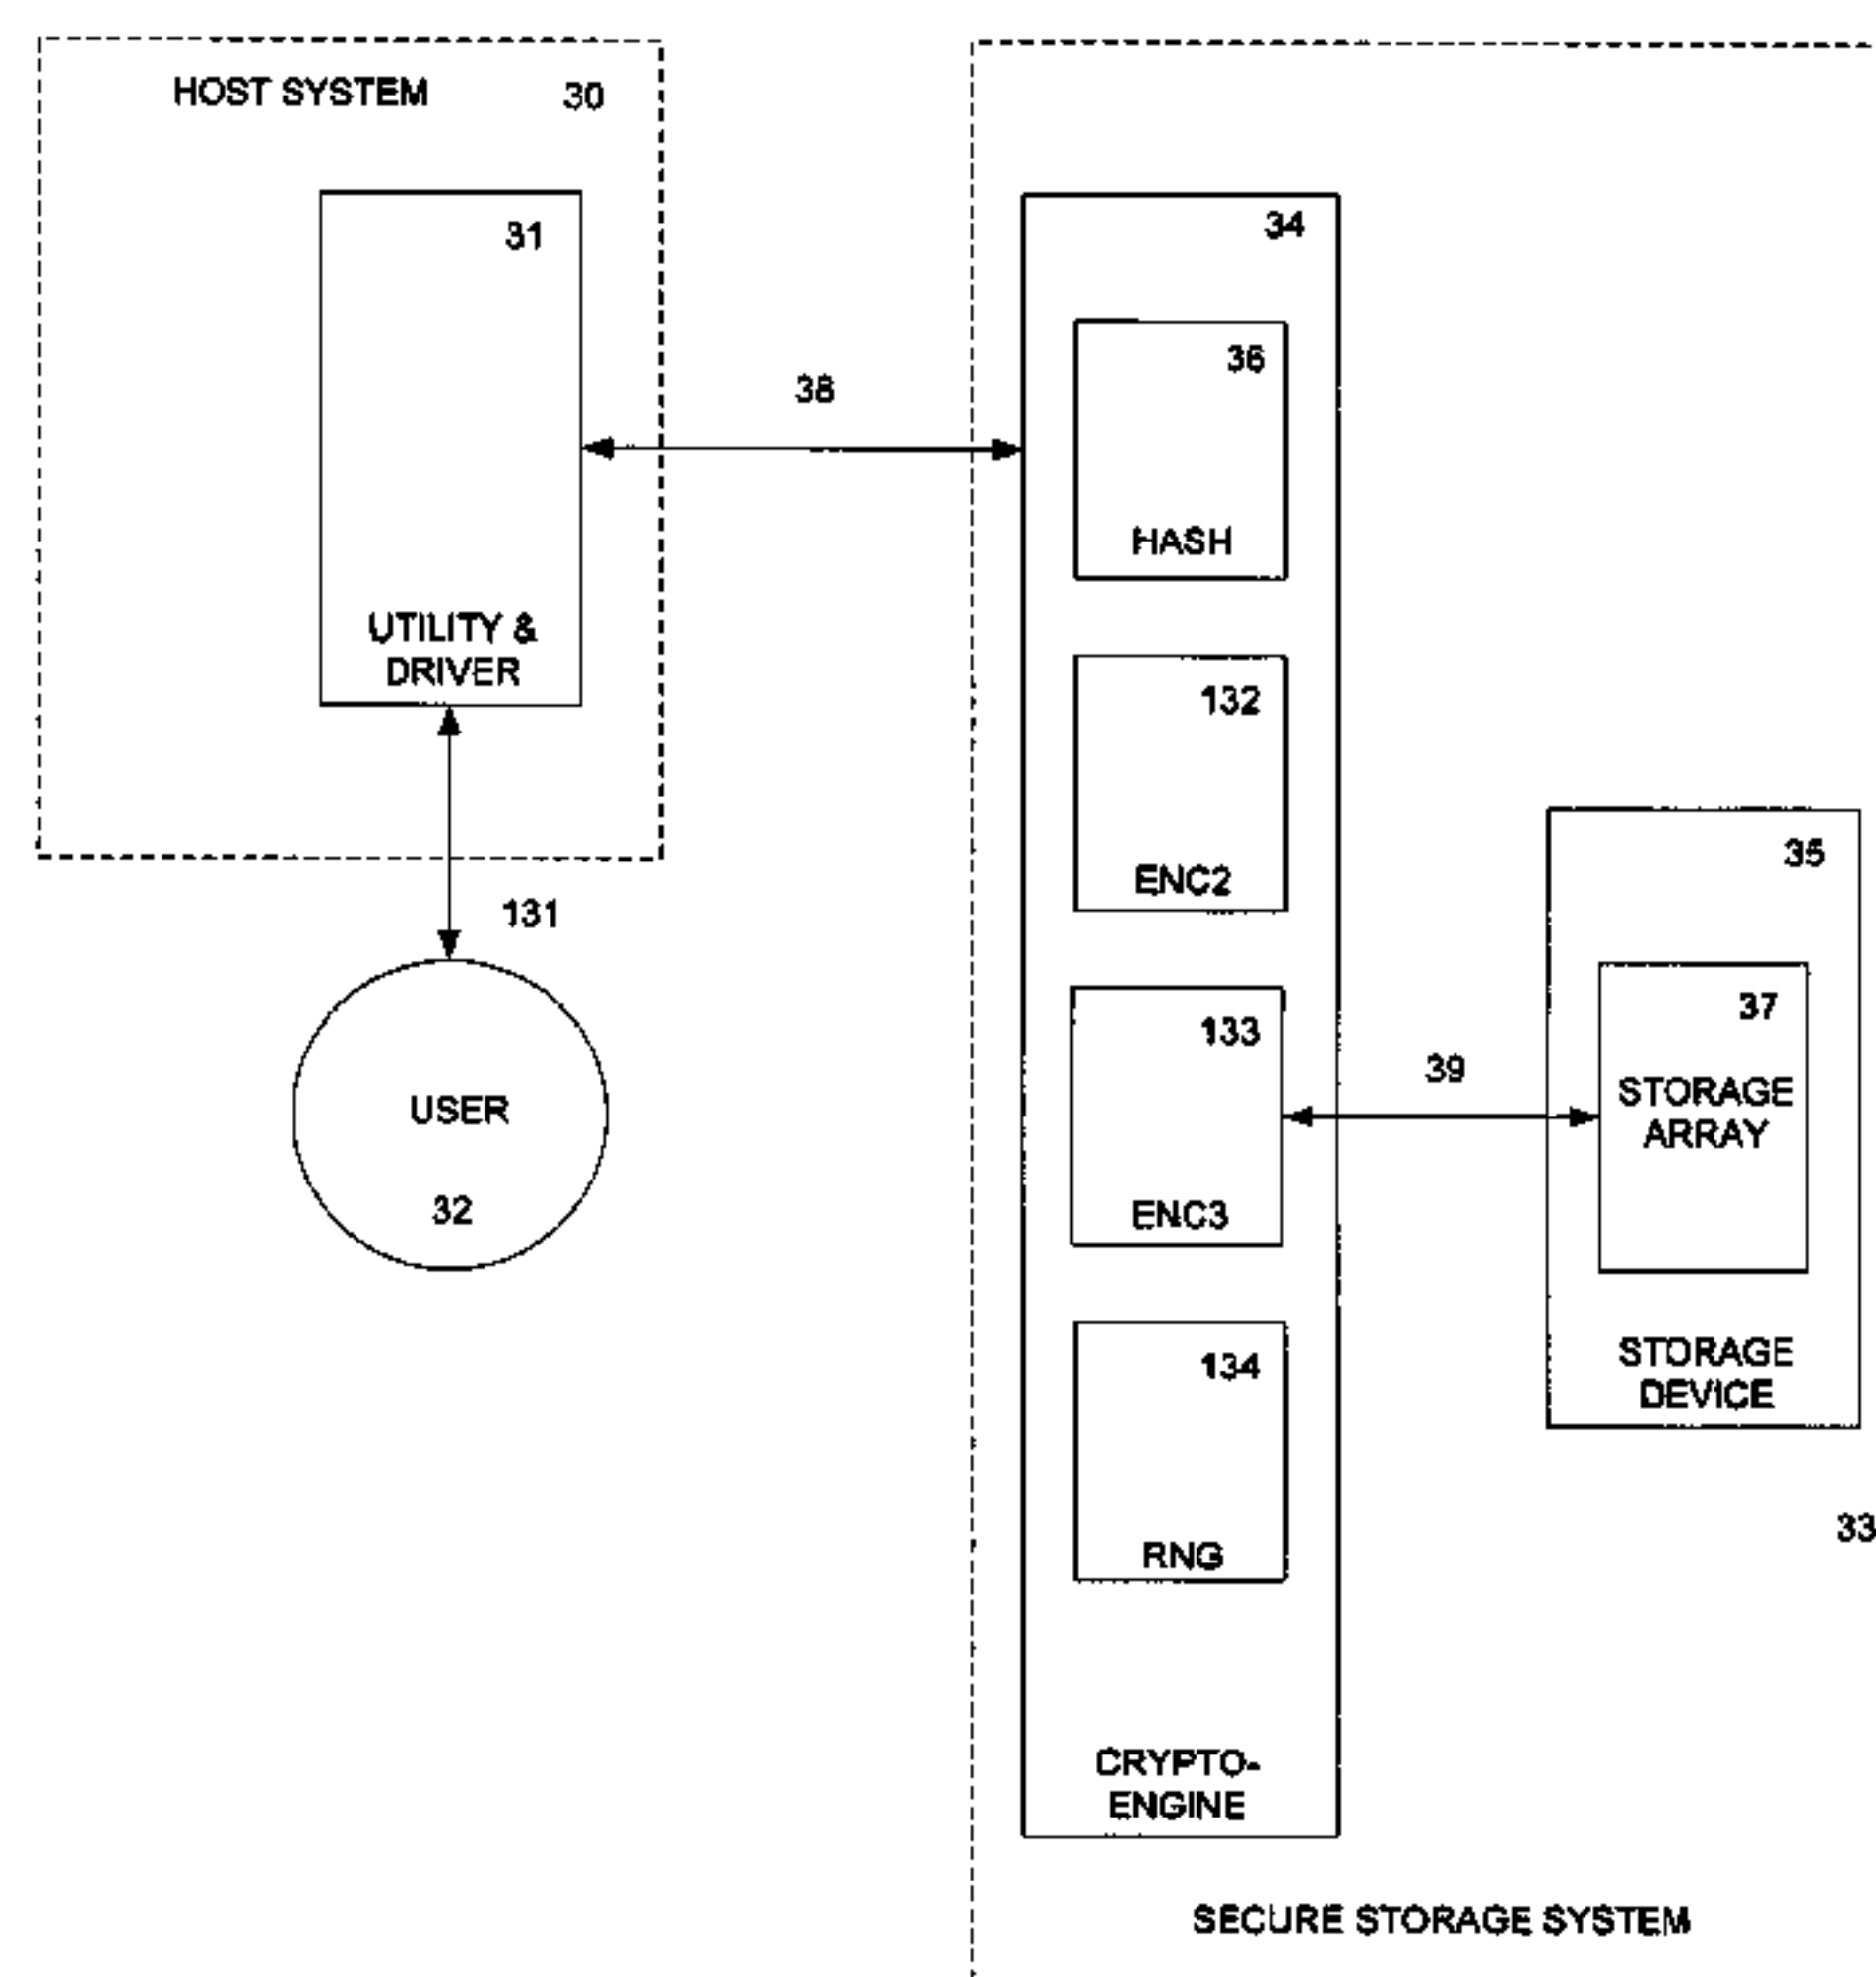 HOST SYSTEM 30
31
UTILITY &
DRIVER
131
USER
32
38
34
36
HASH
132
ENC2
133
ENC3
134
RNG
CRYPTO-
ENGINE
39
35
37
STORAGE
ARRAY
STORAGE
DEVICE
33
SECURE STORAGE SYSTEM